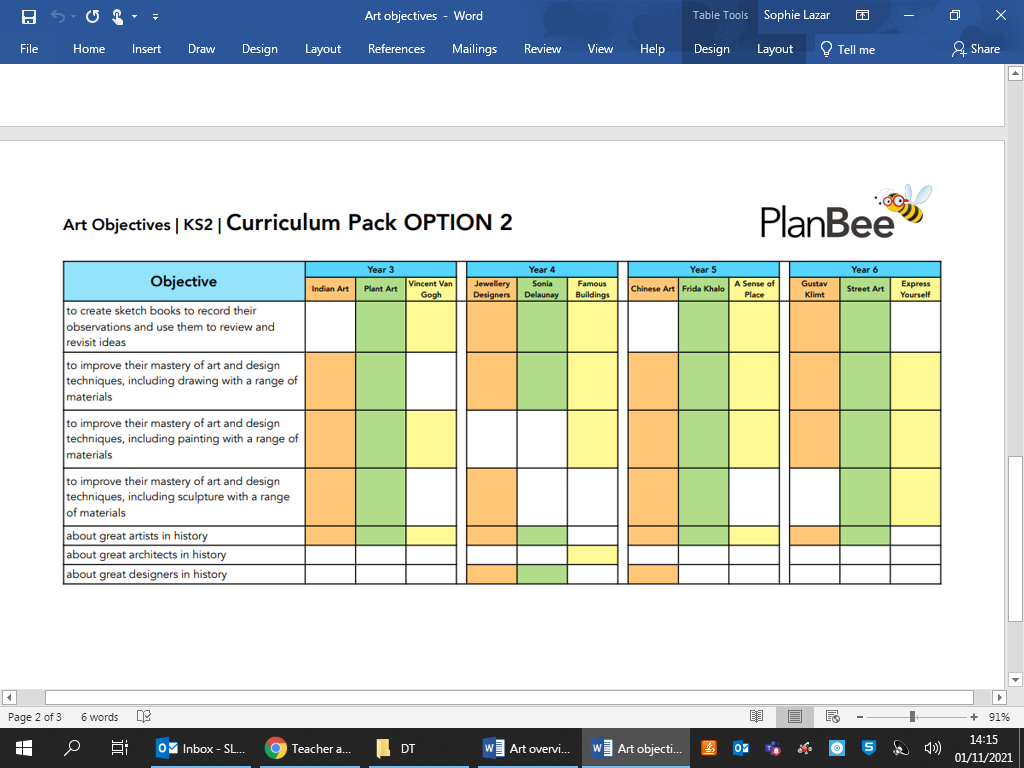 Art objectives - Word
Table Tools
Sophie Lazar
File
Home
Insert
Draw
Design
Layout
References
Mailings
Review
View
Help
Design
Layout
Tell me
Share
Art Objectives | KS2 | Curriculum Pack OPTION 2
PlanBee
Objective
Year 3
Year 4
Year 5
Year 6
Indian Art
Plant Art
Vincent Van
Gogh
Jewellery
Designers
Sonia
Delaunay
Famous
Buildings
Chinese Art
Frida Khalo
A Sense of
Place
Gustav
Klimt
Street Art
Express
Yourself
to create sketch books to record their
observations and use them to review and
revisit ideas
to improve their mastery of art and design
techniques, including drawing with a range of
materials
to improve their mastery of art and design
techniques, including painting with a range of
materials
to improve their mastery of art and design
techniques, including sculpture with a range
of materials
about great artists in history
about great architects in history
about great designers in history
Page 2 of 3
6 words
91%
Inbox - SL...
Teacher a...
DT
Art overvi...
Art objecti...
14:15
01/11/2021